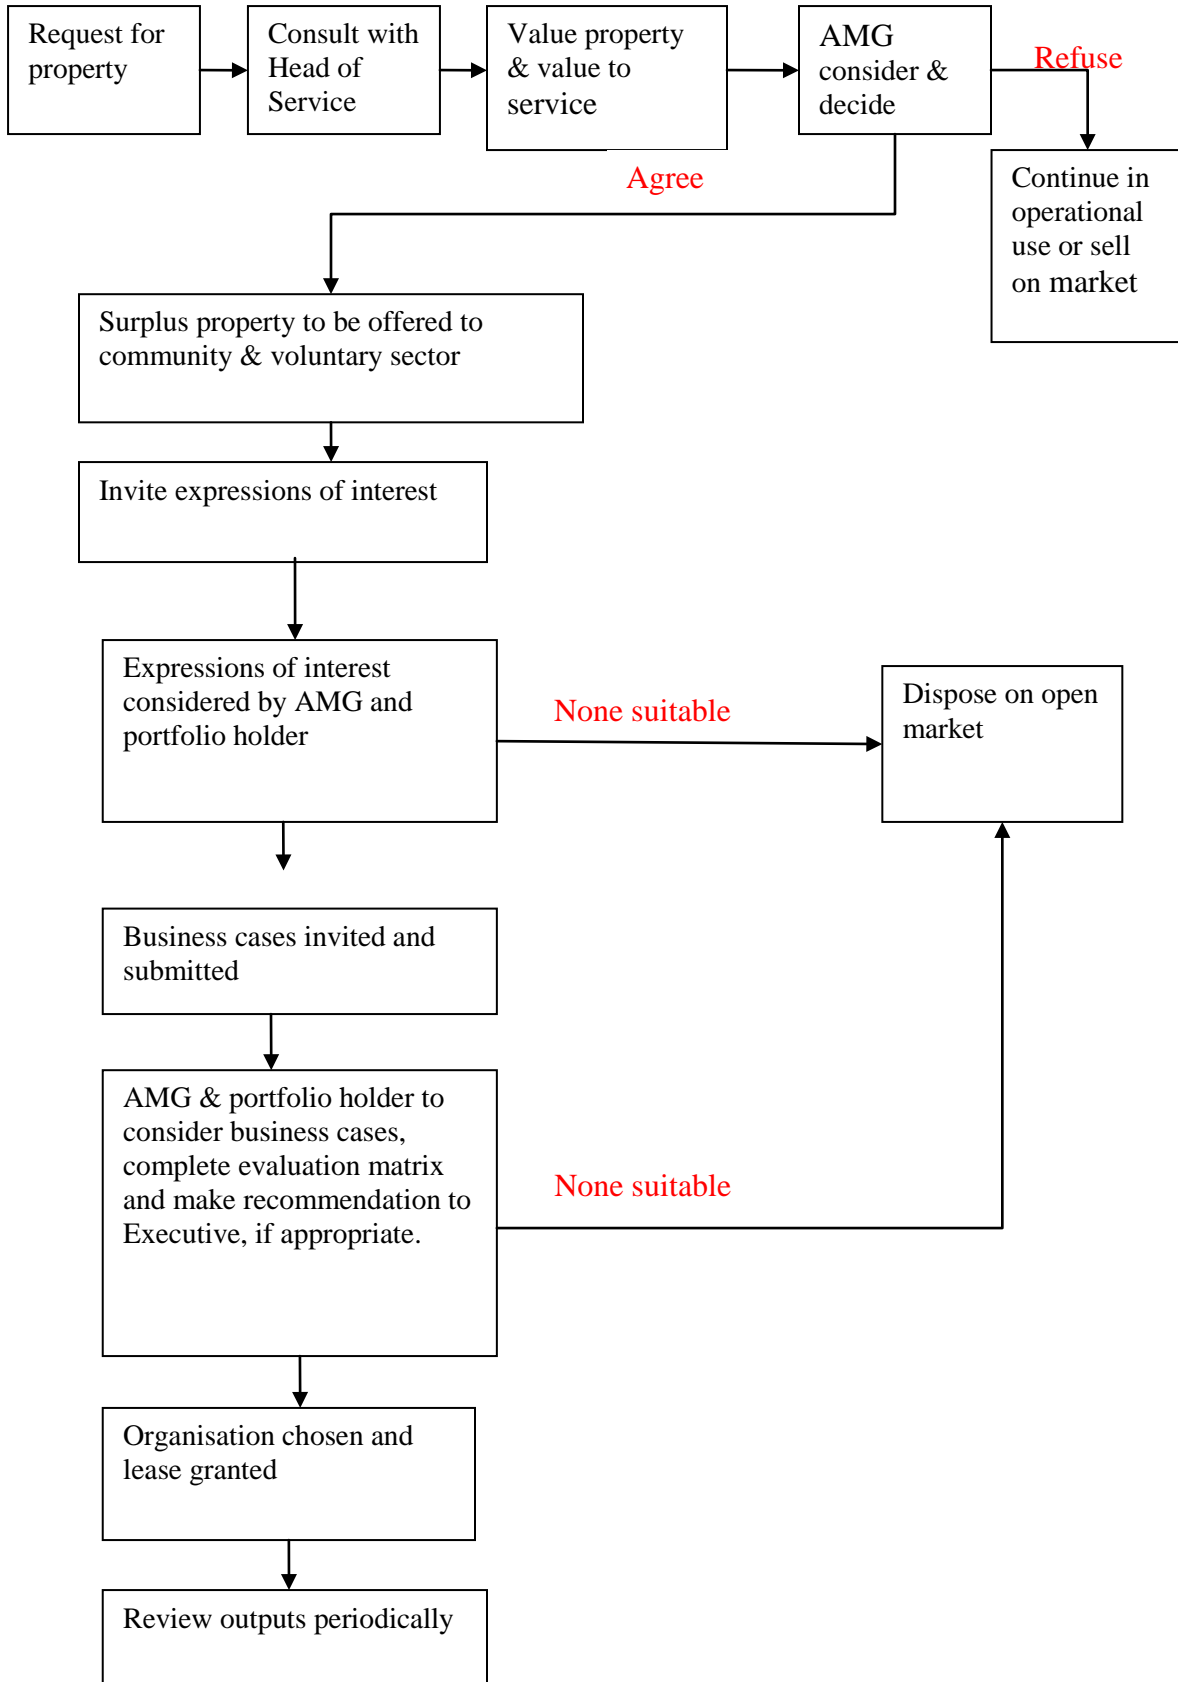 Request for
property
Consult with
Head of
Service
Value property
& value to
service
AMG
consider &
decide
Refuse
Agree
Continue in
operational
use or sell
on market
Surplus property to be offered to
community & voluntary sector
Invite expressions of interest
Expressions of interest
considered by AMG and
portfolio holder
None suitable
Dispose on open
market
Business cases invited and
submitted
AMG & portfolio holder to
consider business cases,
complete evaluation matrix
and make recommendation to
Executive, if appropriate.
None suitable
Organisation chosen and
lease granted
Review outputs periodically